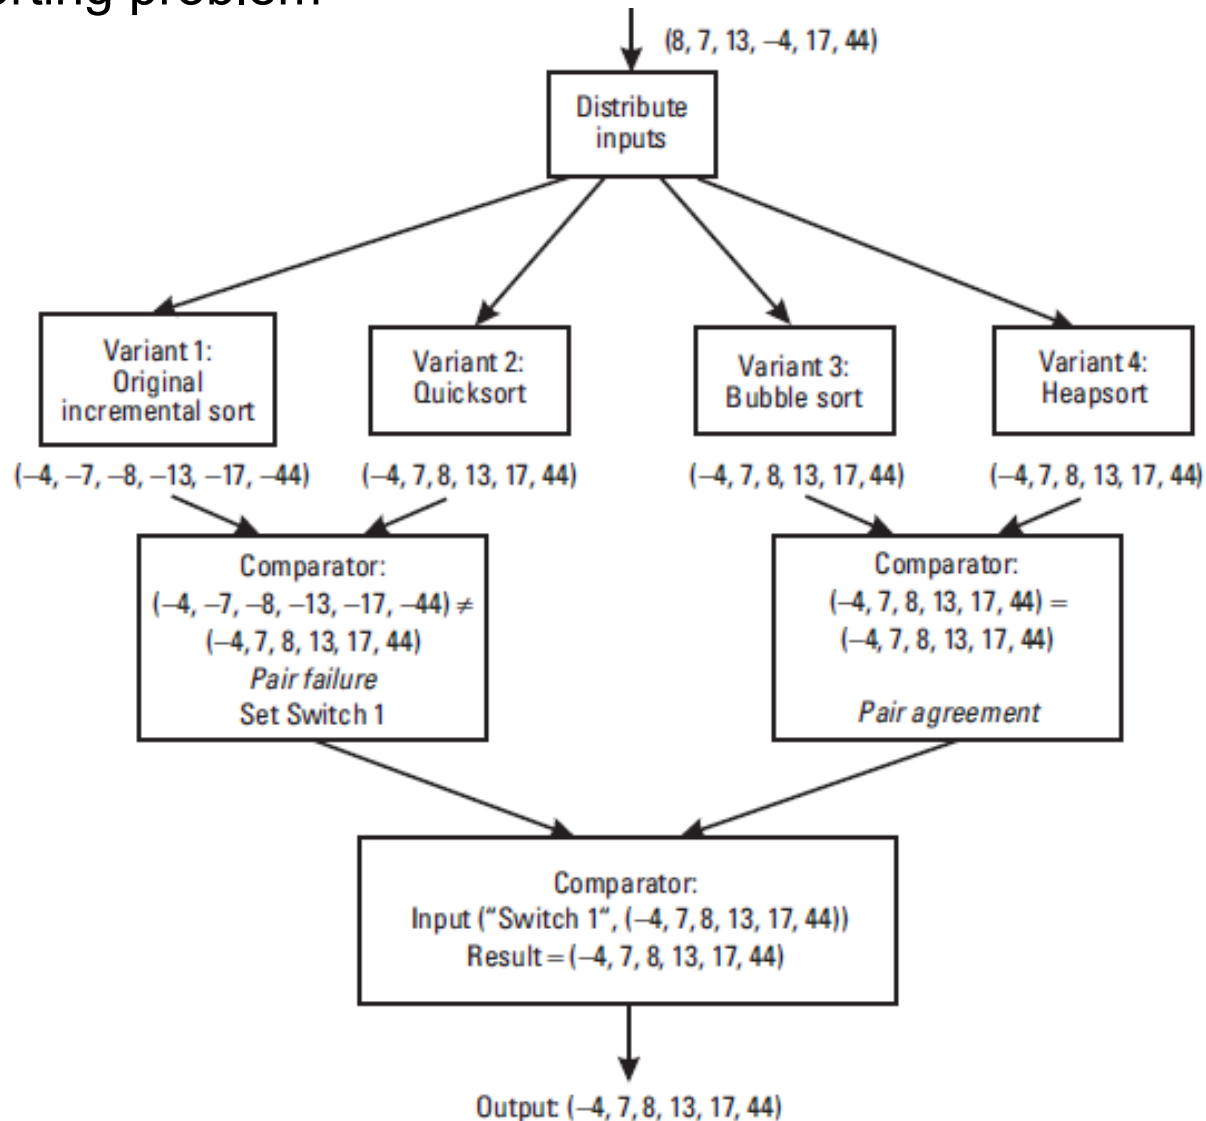 problem
(8, 7, 13, –4, 17, 44)
Distribute
inputs
Variant 1:
Original
incremental sort
Variant 2:
Quicksort
Variant 3:
Bubble sort
Variant 4:
Heapsort
(–4, –7, –8, –13, –17, –44)
(–4, 7, 8, 13, 17, 44)
(–4, 7, 8, 13, 17, 44)
(–4, 7, 8, 13, 17, 44)
Comparator:
(–4, –7, –8, –13, –17, –44) ≠
(–4, 7, 8, 13, 17, 44)
Pair failure
Set Switch 1
Comparator:
(–4, 7, 8, 13, 17, 44) =
(–4, 7, 8, 13, 17, 44)
Pair agreement
Comparator:
Input (“Switch 1“, (–4, 7, 8, 13, 17, 44))
Result = (–4, 7, 8, 13, 17, 44)
Output: (–4, 7, 8, 13, 17, 44)